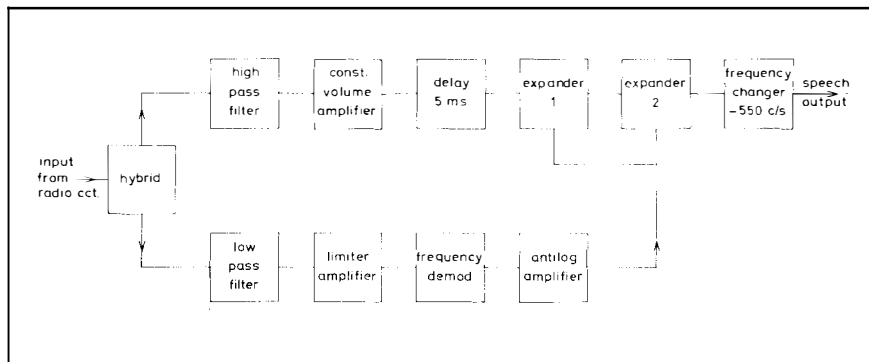 high
pass
filter
const.
volume
amplifier
delay
5 ms
expander
1
expander
2
frequency
changer
-550 c/s
speech
output
input
from
radio cct.
hybrid
low
pass
filter
limiter
amplifier
frequency
demod
antilog
amplifier